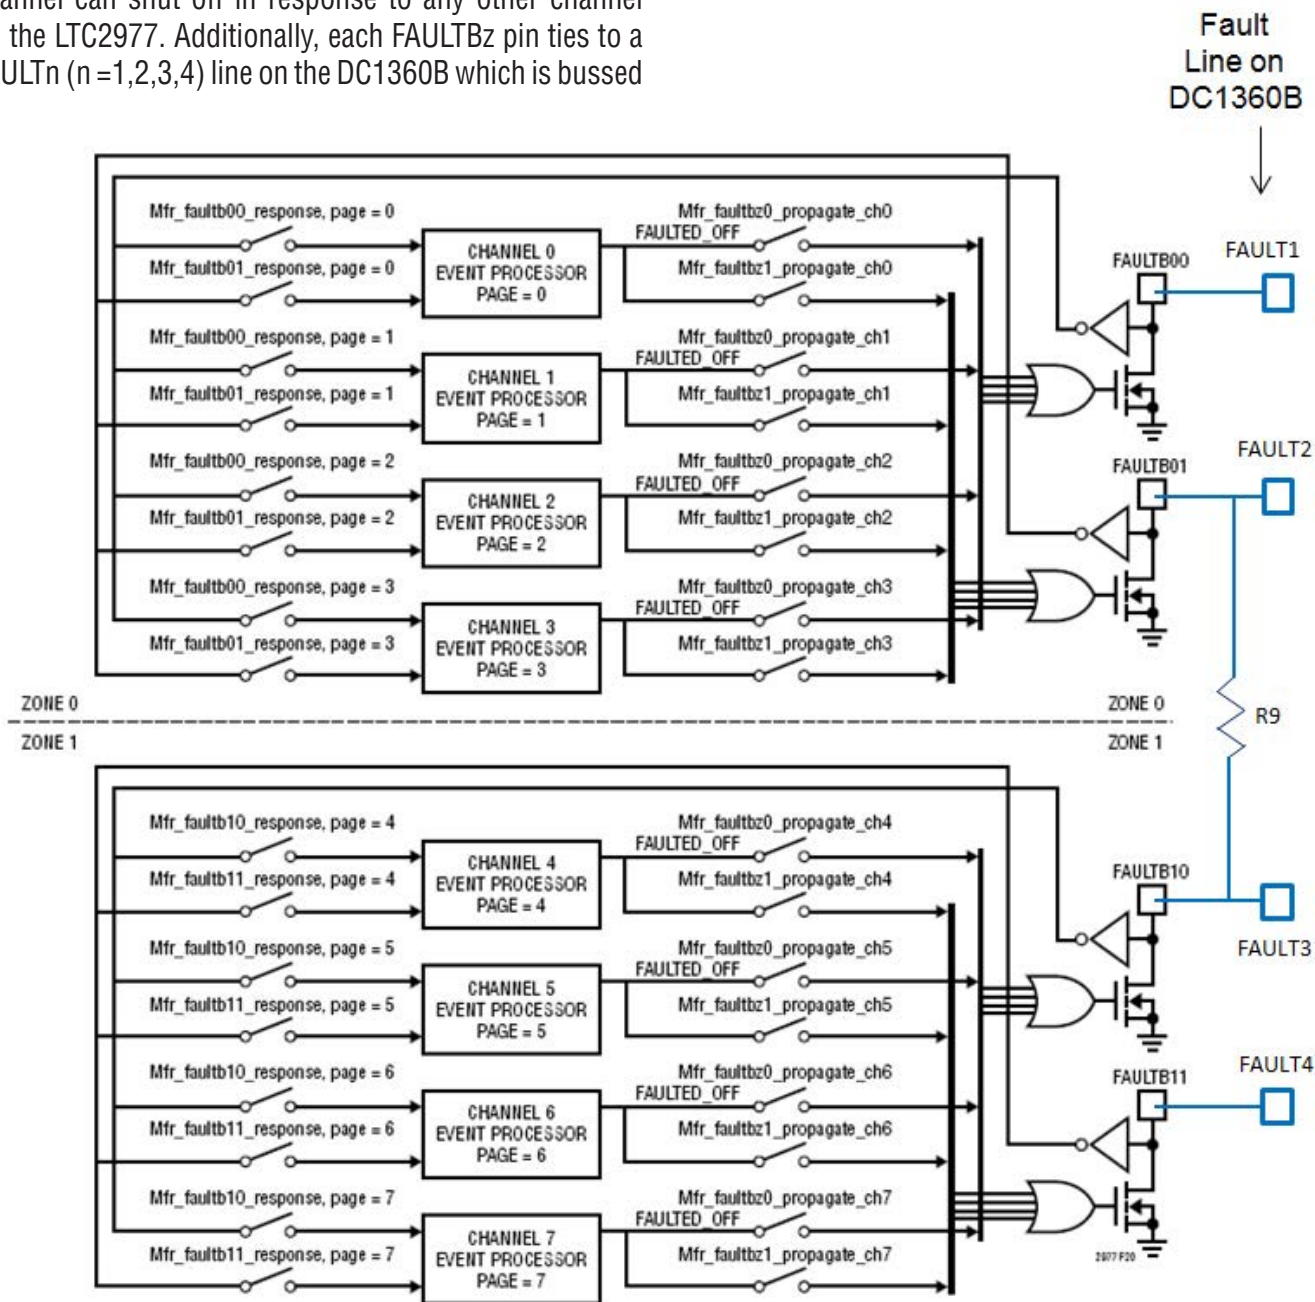 annel can shut off in response to any other channel
the LTC2977. Additionally, each FAULTBz pin ties to a
ULTn (n =1,2,3,4) line on the DC1360B which is bussed
Fault
Line on
DC1360B
Mfr_faultb00_response, page = 0
Mfr_faultbz0_propagate_ch0
FAULTED_OFF
CHANNEL 0
EVENT PROCESSOR
PAGE = 0
Mfr_faultb01_response, page = 0
Mfr_faultbz1_propagate_ch0
FAULTB00
FAULT1
Mfr_faultb00_response, page = 1
Mfr_faultbz0_propagate_ch1
FAULTED_OFF
CHANNEL 1
EVENT PROCESSOR
PAGE = 1
Mfr_faultb01_response, page = 1
Mfr_faultbz1_propagate_ch1
Mfr_faultb00_response, page = 2
Mfr_faultbz0_propagate_ch2
FAULTED_OFF
CHANNEL 2
EVENT PROCESSOR
PAGE = 2
Mfr_faultb01_response, page = 2
Mfr_faultbz1_propagate_ch2
FAULTB01
FAULT2
Mfr_faultb00_response, page = 3
Mfr_faultbz0_propagate_ch3
FAULTED_OFF
CHANNEL 3
EVENT PROCESSOR
PAGE = 3
Mfr_faultb01_response, page = 3
Mfr_faultbz1_propagate_ch3
ZONE 0
ZONE 0
R9
ZONE 1
ZONE 1
Mfr_faultb10_response, page = 4
Mfr_faultbz0_propagate_ch4
FAULTED_OFF
CHANNEL 4
EVENT PROCESSOR
PAGE = 4
Mfr_faultb11_response, page = 4
Mfr_faultbz1_propagate_ch4
FAULTB10
FAULT3
Mfr_faultb10_response, page = 5
Mfr_faultbz0_propagate_ch5
FAULTED_OFF
CHANNEL 5
EVENT PROCESSOR
PAGE = 5
Mfr_faultb11_response, page = 5
Mfr_faultbz1_propagate_ch5
Mfr_faultb10_response, page = 6
Mfr_faultbz0_propagate_ch6
FAULTED_OFF
CHANNEL 6
EVENT PROCESSOR
PAGE = 6
Mfr_faultb11_response, page = 6
Mfr_faultbz1_propagate_ch6
FAULTB11
FAULT4
Mfr_faultb10_response, page = 7
Mfr_faultbz0_propagate_ch7
FAULTED_OFF
CHANNEL 7
EVENT PROCESSOR
PAGE = 7
Mfr_faultb11_response, page = 7
Mfr_faultbz1_propagate_ch7
2977 F20